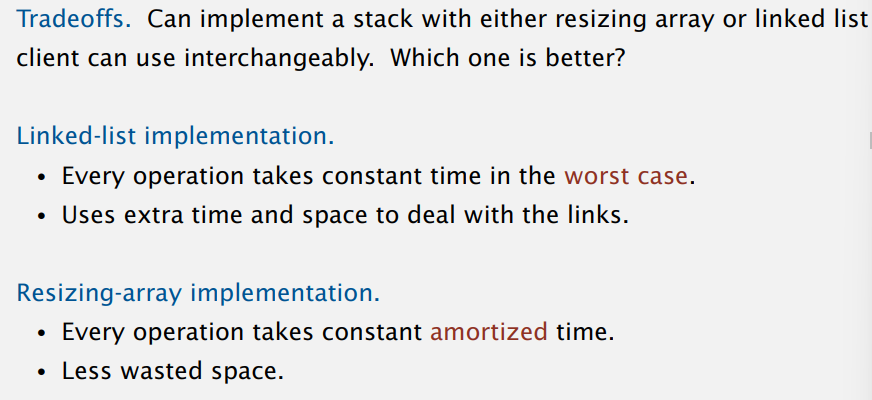 Tradeoffs. Can implement a stack with either resizing array or linked list
client can use interchangeably. Which one is better?
Linked-list implementation.
• Every operation takes constant time in the worst case.
• Uses extra time and space to deal with the links.
Resizing-array implementation.
• Every operation takes constant amortized time.
• Less wasted space.